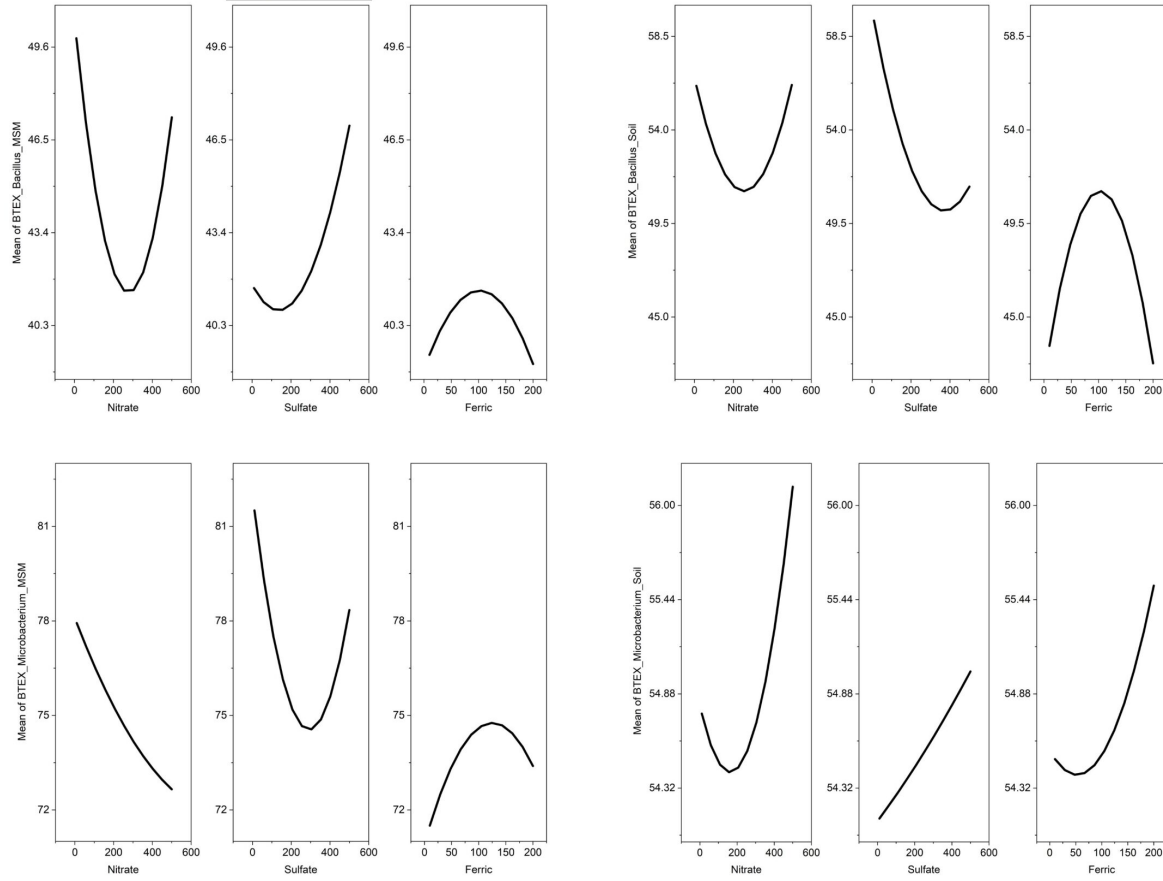 Mean of BTEX_Bacillus_MSM
49.6
46.5
43.4
40.3
0 200 400 600
Nitrate
49.6
46.5
43.4
40.3
0 200 400 600
Sulfate
49.6
46.5
43.4
40.3
0 50 100 150 200
Ferric
Mean of BTEX_Bacillus_Soil
58.5
54.0
49.5
45.0
0 200 400 600
Nitrate
58.5
54.0
49.5
45.0
0 200 400 600
Sulfate
58.5
54.0
49.5
45.0
0 50 100 150 200
Ferric
Mean of BTEX_Microbacterium_MSM
81
78
75
72
0 200 400 600
Nitrate
81
78
75
72
0 200 400 600
Sulfate
81
78
75
72
0 50 100 150 200
Ferric
Mean of BTEX_Microbacterium_Soil
56.00
55.44
54.88
54.32
0 200 400 600
Nitrate
56.00
55.44
54.88
54.32
0 200 400 600
Sulfate
56.00
55.44
54.88
54.32
0 50 100 150 200
Ferric